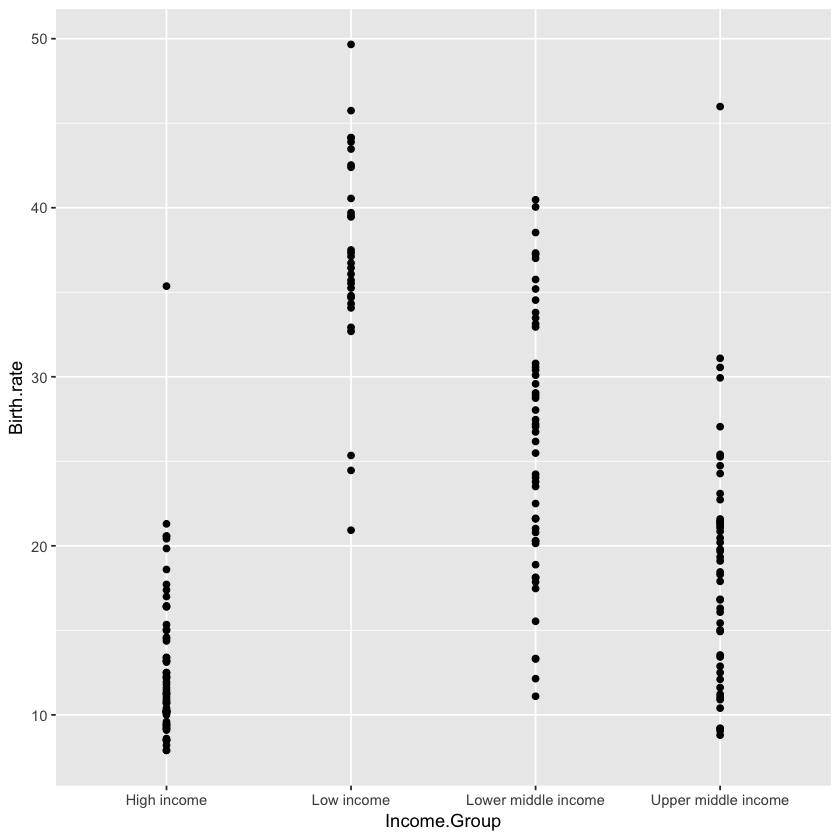 50
40
30
20
10
Birth.rate
High income
Low income
Lower middle income
Upper middle income
Income.Group